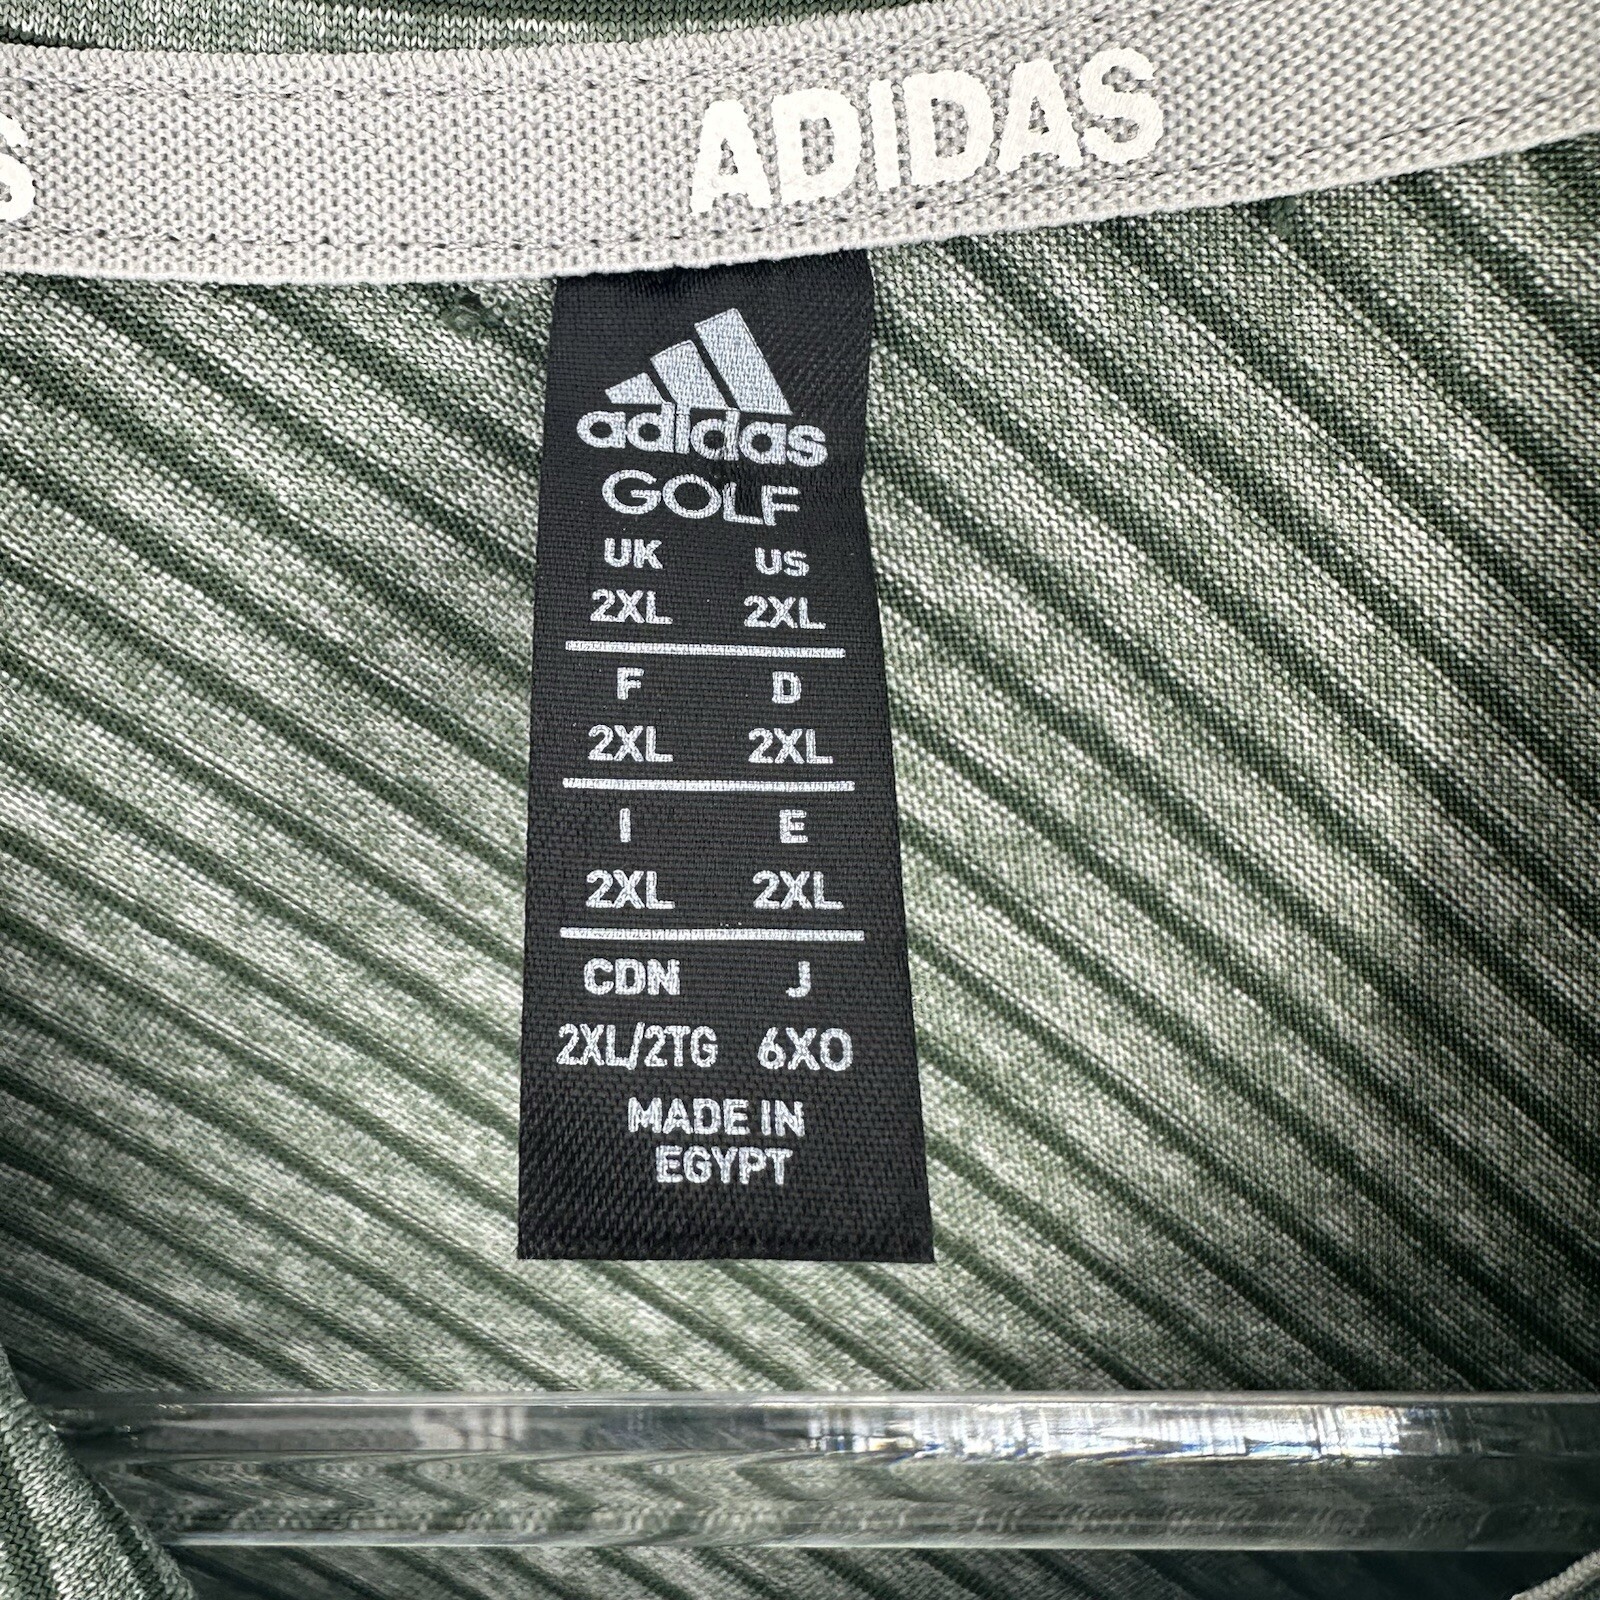 ADIDAS
adidas
GOLF
UK US
2XL 2XL
F D
2XL 2XL
I E
2XL 2XL
CDN J
2XL/2TG 6XO
MADE IN
EGYPT